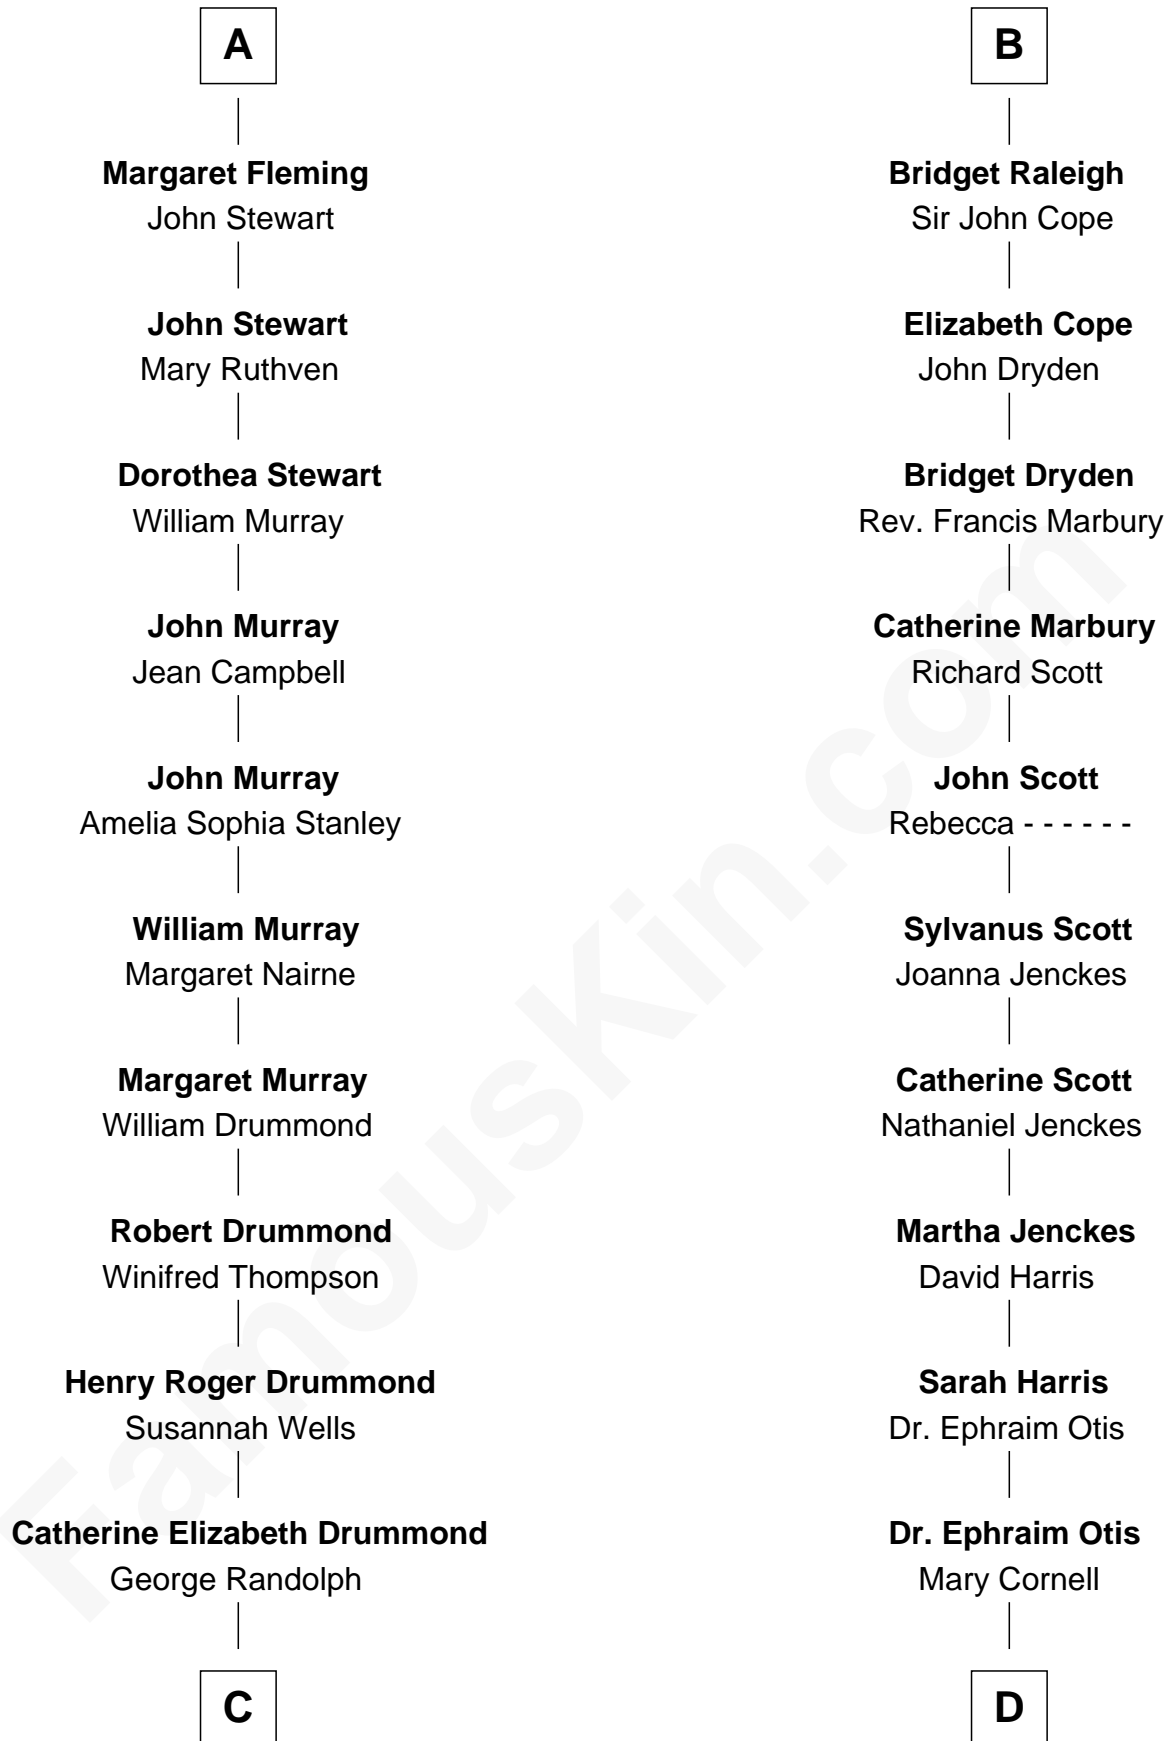 A
Margaret Fleming
John Stewart
John Stewart
Mary Ruthven
Dorothea Stewart
William Murray
John Murray
Jean Campbell
John Murray
Amelia Sophia Stanley
William Murray
Margaret Nairne
Margaret Murray
William Drummond
Robert Drummond
Winifred Thompson
Henry Roger Drummond
Susannah Wells
Catherine Elizabeth Drummond
George Randolph
C
B
Bridget Raleigh
Sir John Cope
Elizabeth Cope
John Dryden
Bridget Dryden
Rev. Francis Marbury
Catherine Marbury
Richard Scott
John Scott
Rebecca - - - - - -
Sylvanus Scott
Joanna Jenckes
Catherine Scott
Nathaniel Jenckes
Martha Jenckes
David Harris
Sarah Harris
Dr. Ephraim Otis
Dr. Ephraim Otis
Mary Cornell
D
FamousKin.com